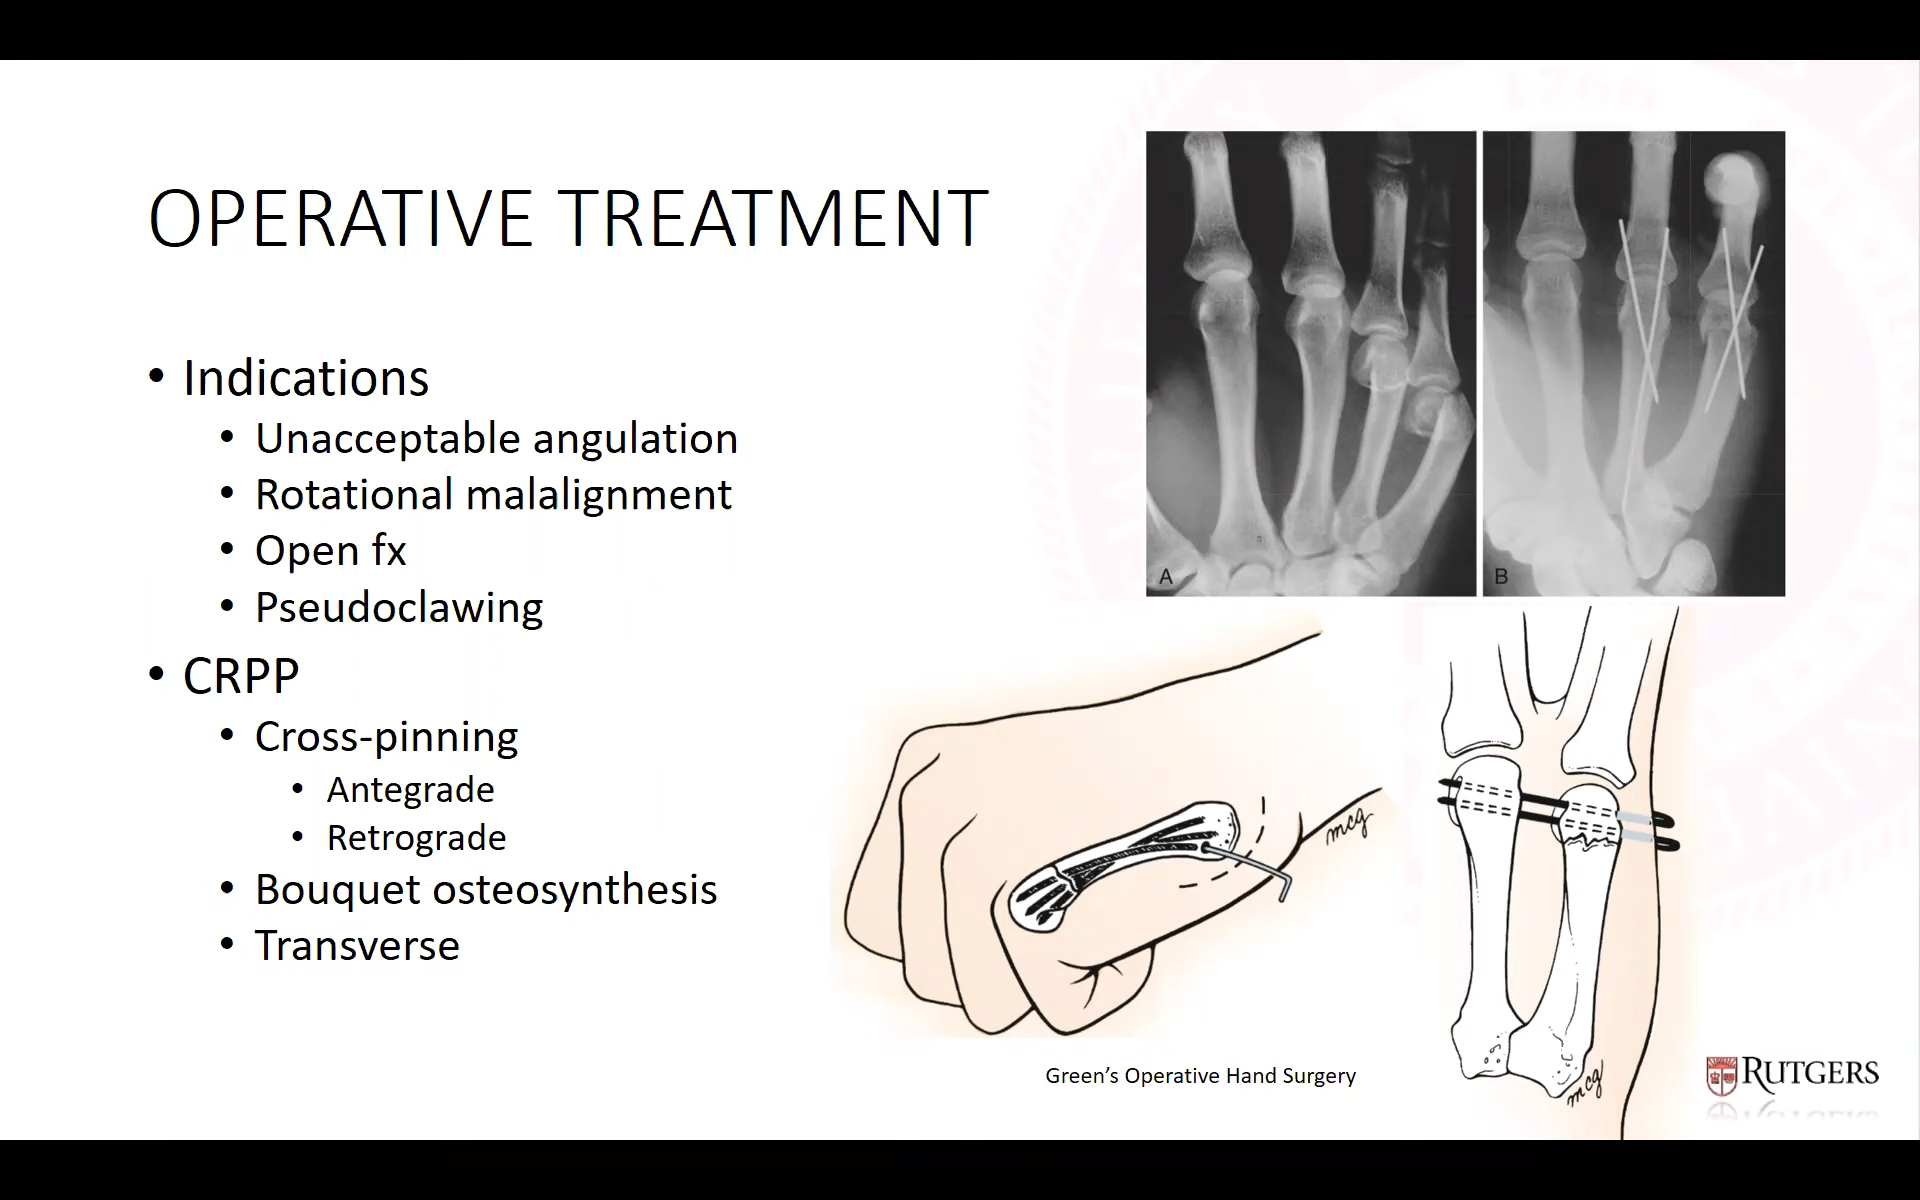 OPERATIVE TREATMENT
• Indications
• Unacceptable angulation
• Rotational malalignment
• Open fx
• Pseudoclawing
• CRPP
• Cross-pinning
• Antegrade
• Retrograde
• Bouquet osteosynthesis
• Transverse
A
B
mcg
mcg
Green's Operative Hand Surgery
RUTGERS
1766